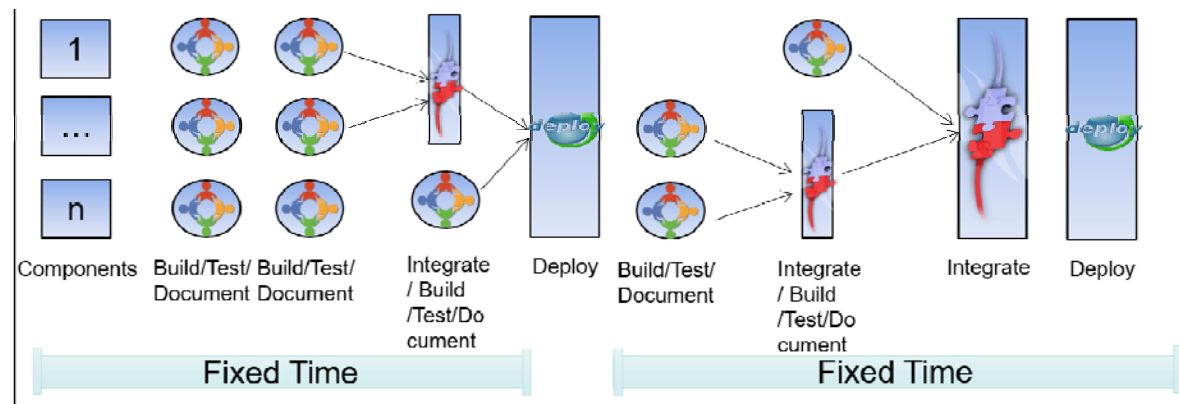 1
...
n
deploy
deploy
Components
Build/Test/
Document
Build/Test/
Document
Integrate
/ Build
/Test/Do
cument
Deploy
Build/Test/
Document
Integrate
/ Build
/Test/Do
cument
Integrate
Deploy
Fixed Time
Fixed Time